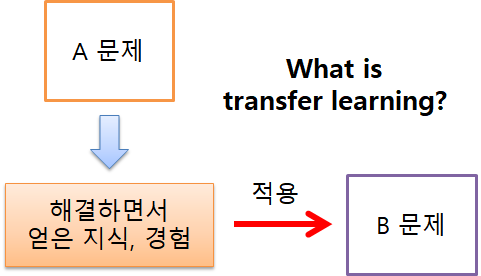 A 문제
What is
transfer learning?
해결하면서
얻은 지식, 경험
적용
B 문제